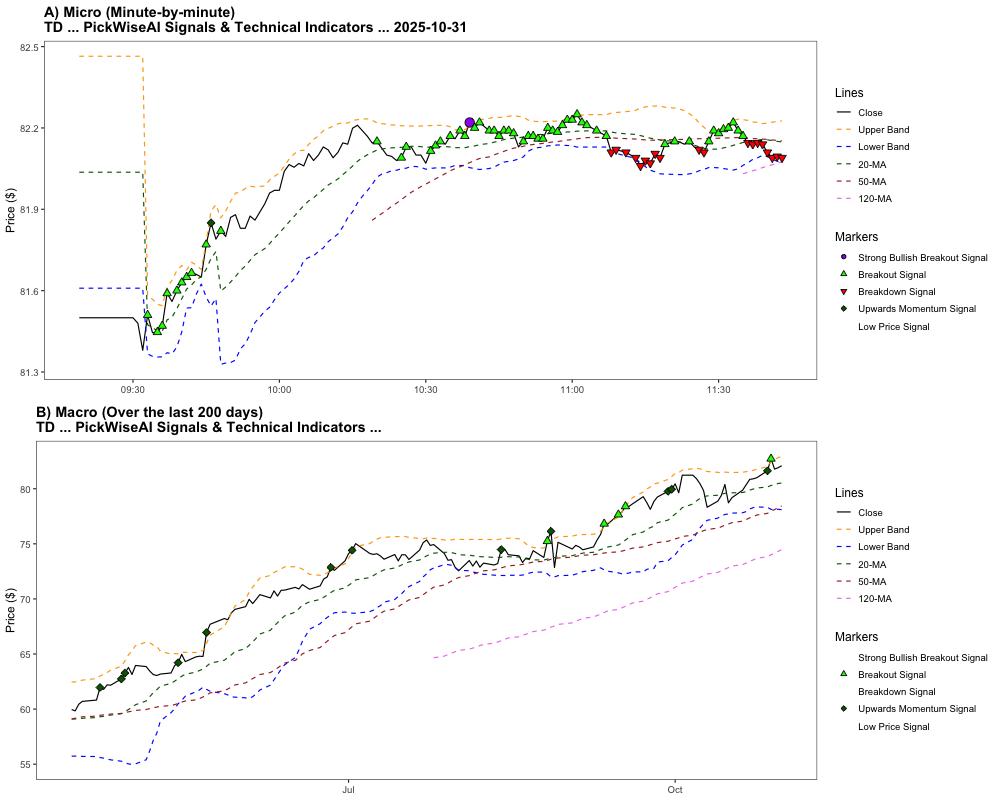 A) Micro (Minute-by-minute)
TD ... PickWiseAI Signals & Technical Indicators ... 2025-10-31
82.5
82.2
81.9
81.6
81.3
Price ($)
09:30
10:00
10:30
11:00
11:30
Lines
Close
Upper Band
Lower Band
20-MA
50-MA
120-MA
Markers
Strong Bullish Breakout Signal
Breakout Signal
Breakdown Signal
Upwards Momentum Signal
Low Price Signal
B) Macro (Over the last 200 days)
TD ... PickWiseAI Signals & Technical Indicators ...
80
75
70
65
60
55
Price ($)
Jul
Oct
Lines
Close
Upper Band
Lower Band
20-MA
50-MA
120-MA
Markers
Strong Bullish Breakout Signal
Breakout Signal
Breakdown Signal
Upwards Momentum Signal
Low Price Signal